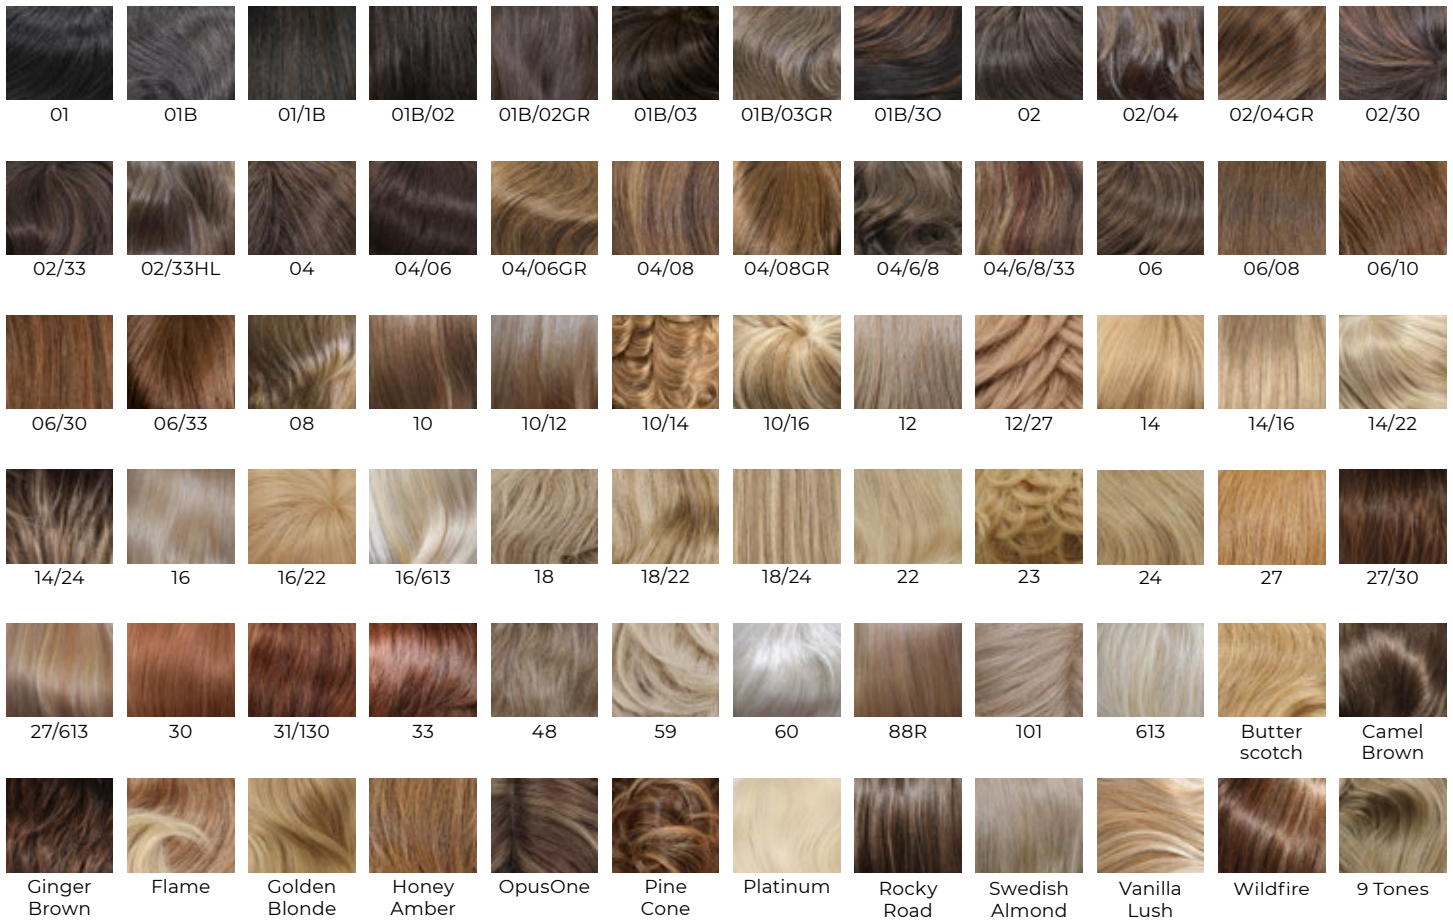 01 01B 01/1B 01B/02 01B/02GR 01B/03 01B/03GR 01B/3O 02 02/04 02/04GR 02/30
02/33 02/33HL 04 04/06 04/06GR 04/08 04/08GR 04/6/8 04/6/8/33 06 06/08 06/10
06/30 06/33 08 10 10/12 10/14 10/16 12 12/27 14 14/16 14/22
14/24 16 16/22 16/613 18 18/22 18/24 22 23 24 27 27/30
27/613 30 31/130 33 48 59 60 88R 101 613 Butter Camel
scotch Brown
Ginger Flame Golden Honey OpusOne Pine Platinum Rocky Swedish Vanilla Wildfire 9 Tones
Brown Blonde Amber Cone Road Almond Lush